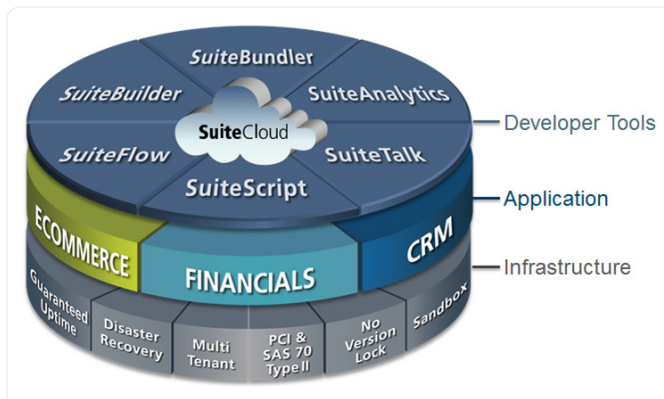 SuiteBundler
SuiteBuilder
SuiteAnalytics
SuiteCloud
Developer Tools
SuiteFlow
SuiteTalk
SuiteScript
Application
ECOMMERCE
FINANCIALS
CRM
Infrastructure
Guaranteed
Uptime
Disaster
Recovery
Multi
Tenant
PCI &
SAS 70
Type II
No
Version
Lock
Sandbox